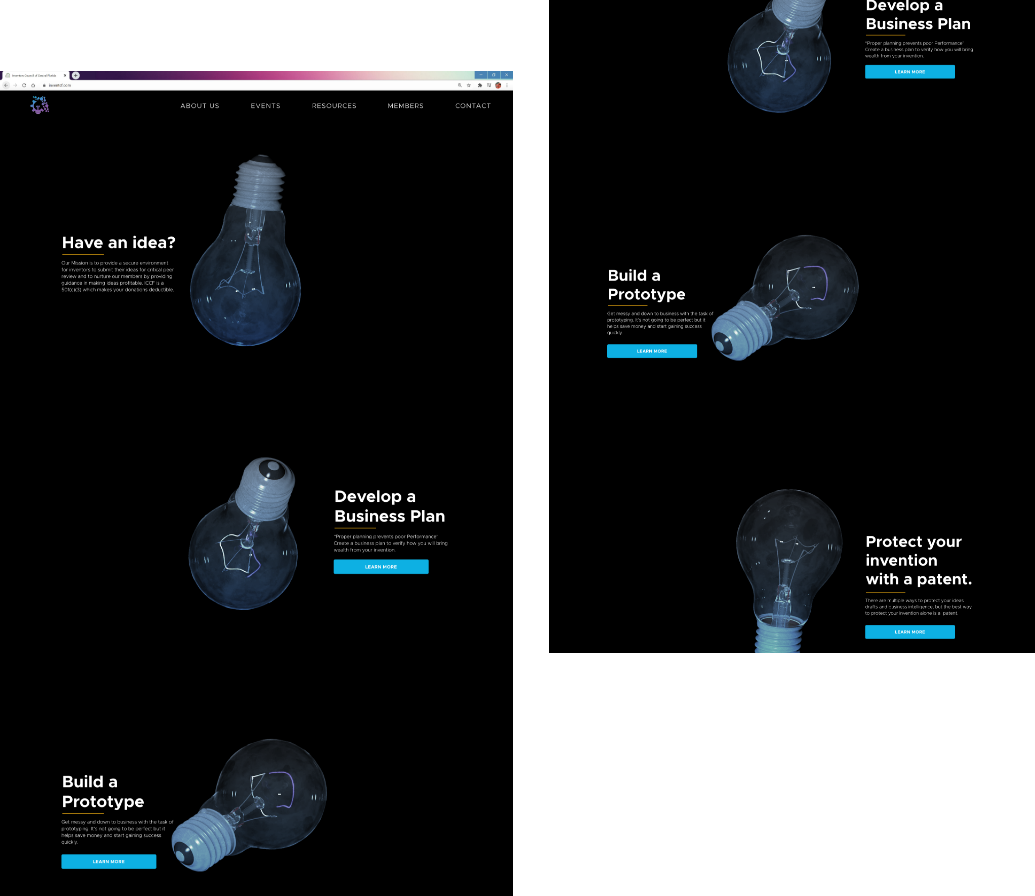 ABOUT US
EVENTS
RESOURCES
MEMBERS
CONTACT
Have an idea?
Our Mission is to provide a secure environment
for inventors to submit their ideas for critical peer
review and to nurture our members by providing
guidance in making ideas profitable. ICCF is a
501(c)(3) which makes your donations deductible.
Develop a
Business Plan
"Proper planning prevents poor Performance"
Create a business plan to verify how you will bring
wealth from your invention.
LEARN MORE
Build a
Prototype
Get messy and down to business with the task of
prototyping. It's not going to be perfect but it
helps save money and start gaining success
quickly.
LEARN MORE
Develop a
Business Plan
"Proper planning prevents poor Performance"
Create a business plan to verify how you will bring
wealth from your invention.
LEARN MORE
Build a
Prototype
Get messy and down to business with the task of
prototyping. It's not going to be perfect but it
helps save money and start gaining success
quickly.
LEARN MORE
Protect your
invention
with a patent.
There are multiple ways to protect your ideas
drafts and business intelligence, but the best way
to protect your invention alone is a patent.
LEARN MORE